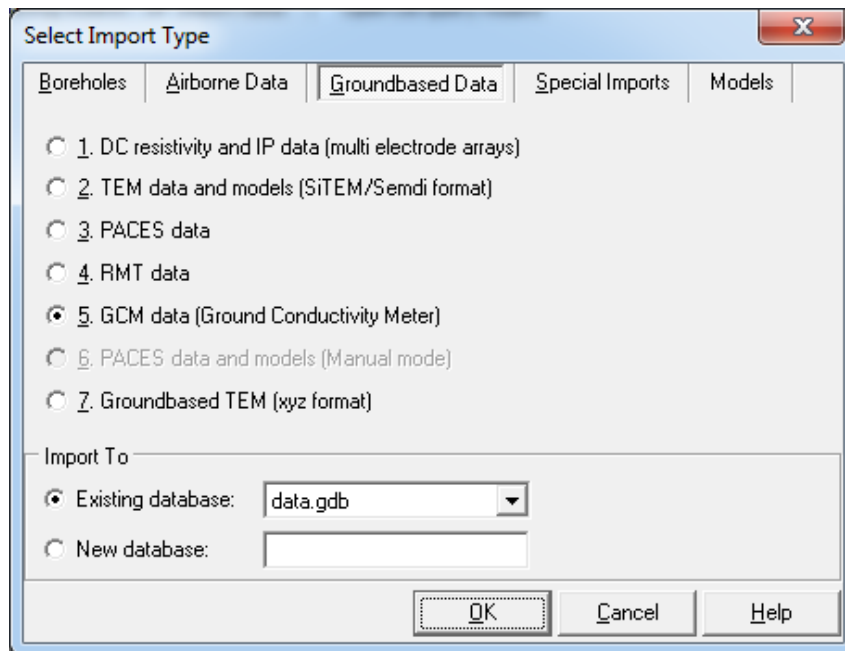 Select Import Type
Boreholes Airborne Data Groundbased Data Special Imports Models
1. DC resistivity and IP data (multi electrode arrays)
2. TEM data and models (SiTEM/Semdi format)
3. PACES data
4. RMT data
5. GCM data (Ground Conductivity Meter)
6. PACES data and models (Manual mode)
7. Groundbased TEM (xyz format)
Import To
Existing database: data.gdb
New database:
OK Cancel Help